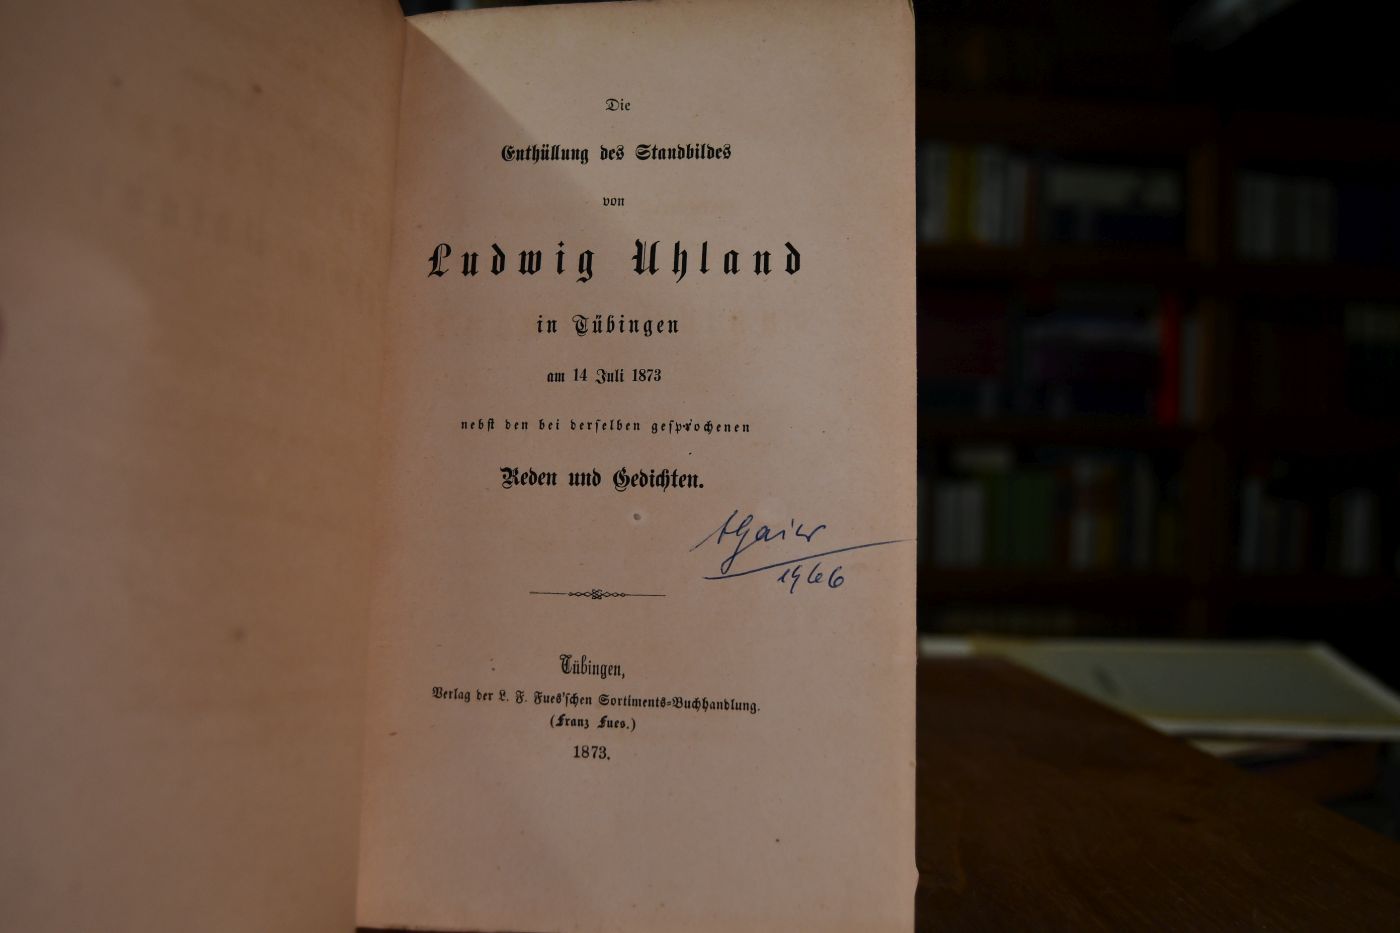 Die
Enthüllung des Standbildes
von
Ludwig Uhland
in Tübingen
am 14 Juli 1873
nebst den bei derselben gesprochenen
Reden und Gedichten.
1966
Tübingen,
Verlag der L. F. Fues'schen Sortiments-Buchhandlung.
(Franz Fues.)
1873.